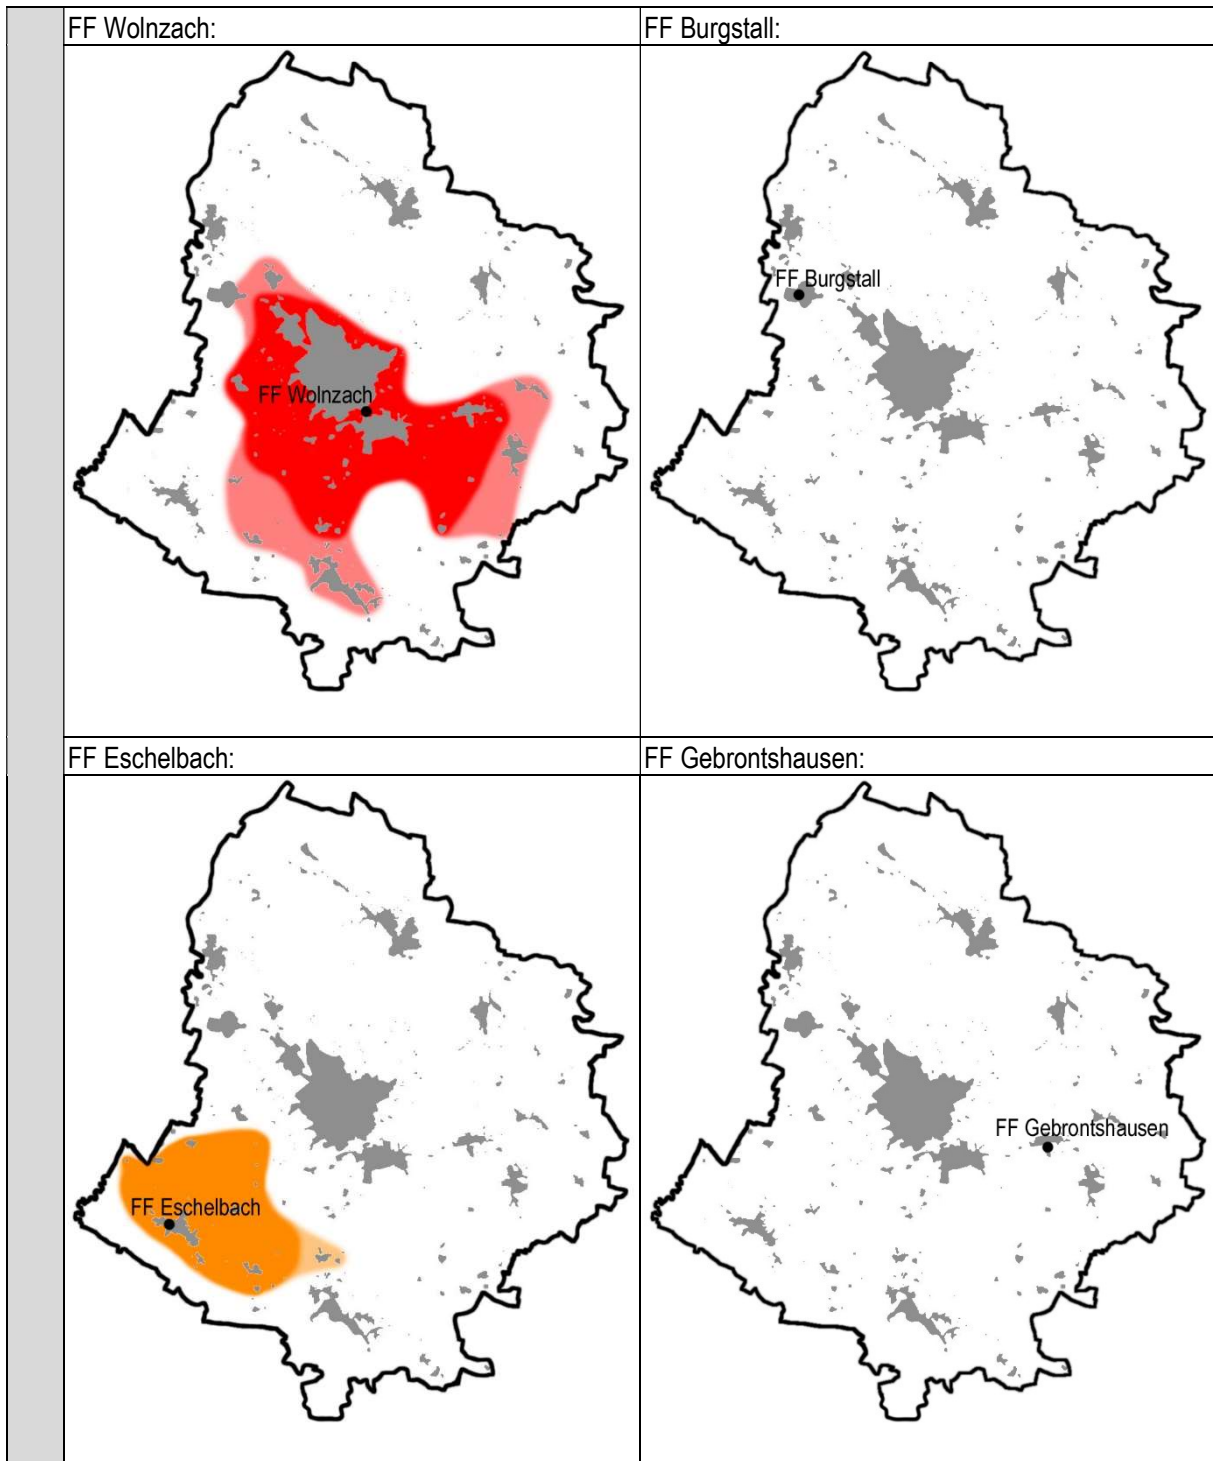 FF Wolnzach:
FF Burgstall:
FF Wolnzach
FF Burgstall
FF Eschelbach:
FF Gebrontshausen:
FF Eschelbach
FF Gebrontshausen